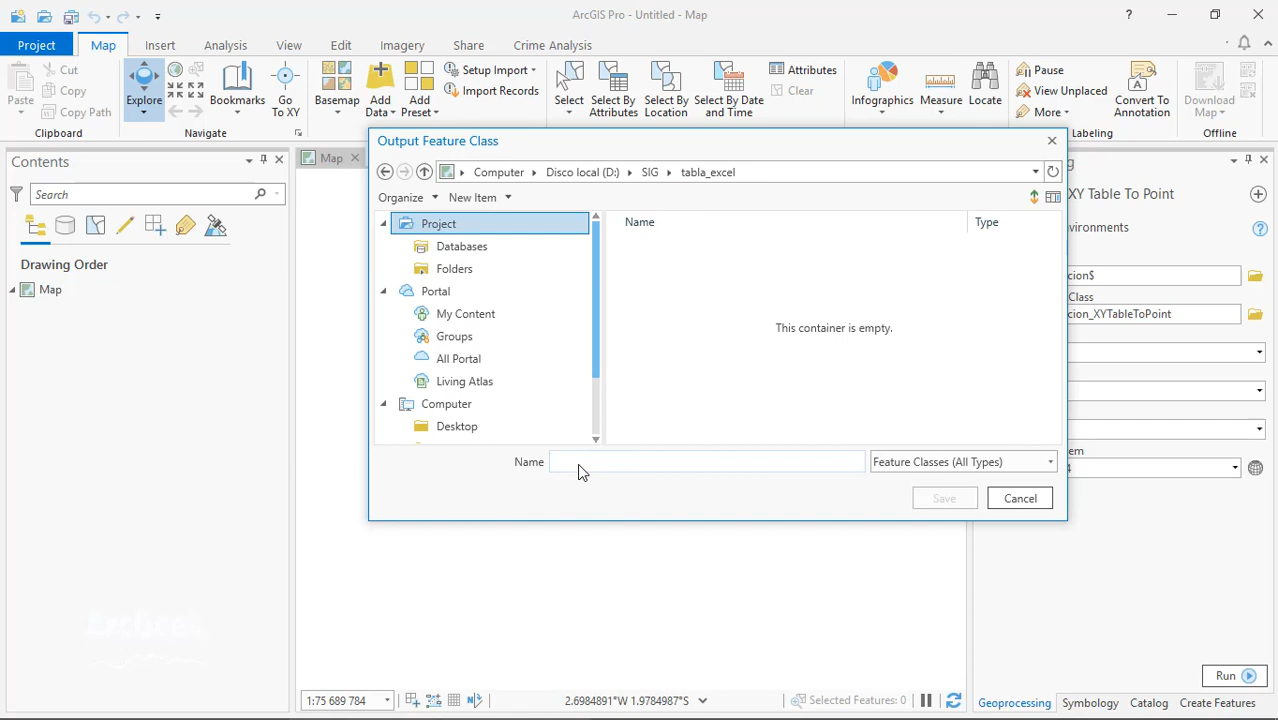 ArcGIS Pro - Untitled - Map
?
Project Map Insert Analysis View Edit Imagery Share Crime Analysis
Paste
Cut
Copy
Copy Path
Clipboard
Explore
Bookmarks
Go To XY
Navigate
Basemap
Add Data
Add Preset
Setup Import
Import Records
Select
Select By Attributes
Select By Location
Select By Date and Time
Attributes
Clear
Infographics
Measure
Locate
Pause
View Unplaced
More
Convert To Annotation
Labeling
Download Map
Offline
Contents
Search
Drawing Order
Map
Map
Output Feature Class
Computer Disco local (D:) SIG tabla_excel
Organize New Item
Project
Databases
Folders
Portal
My Content
Groups
All Portal
Living Atlas
Computer
Desktop
Name Type
This container is empty.
Name
Feature Classes (All Types)
Save Cancel
XY Table To Point
cion$
Class
cion_XYTableToPoint
Run
1:75 689 784
2.6984891°W 1.9784987°S
Selected Features: 0
Geoprocessing Symbology Catalog Create Features